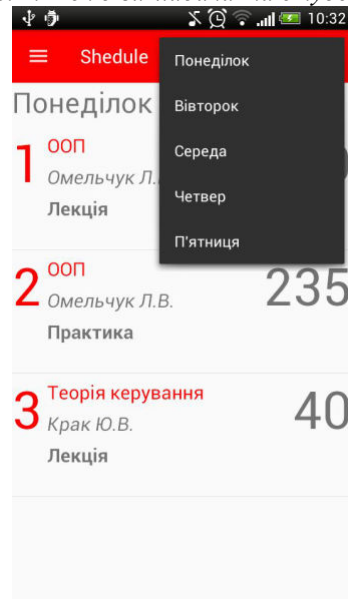 10:32
Shedule
Понеділок
Вівторок
Середа
Четвер
П'ятниця
Понеділок
1 ООП
Омельчук Л.
Лекція
2 ООП 235
Омельчук Л.В.
Практика
3 Теорія керування 40
Крак Ю.В.
Лекція